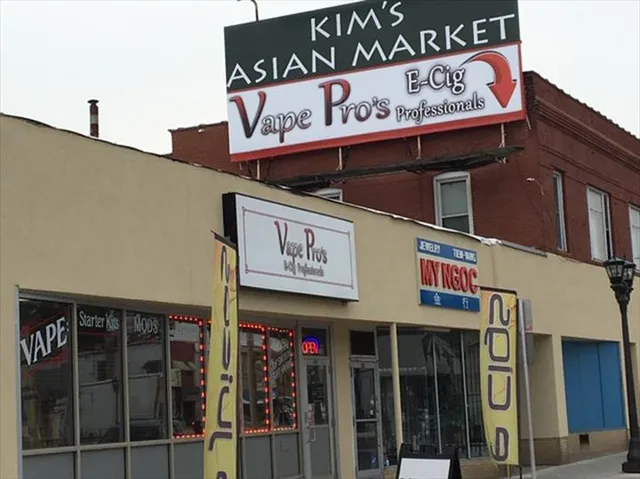 KIM'S
ASIAN MARKET
Vape Pro's E-Cig
Professionals
Vape Pro's
E-Cig Professionals
JEWELRY TIEM VANG
MY NGOC
金 行
VAPE
Starter Kits
MODS
OPEN
e cigs